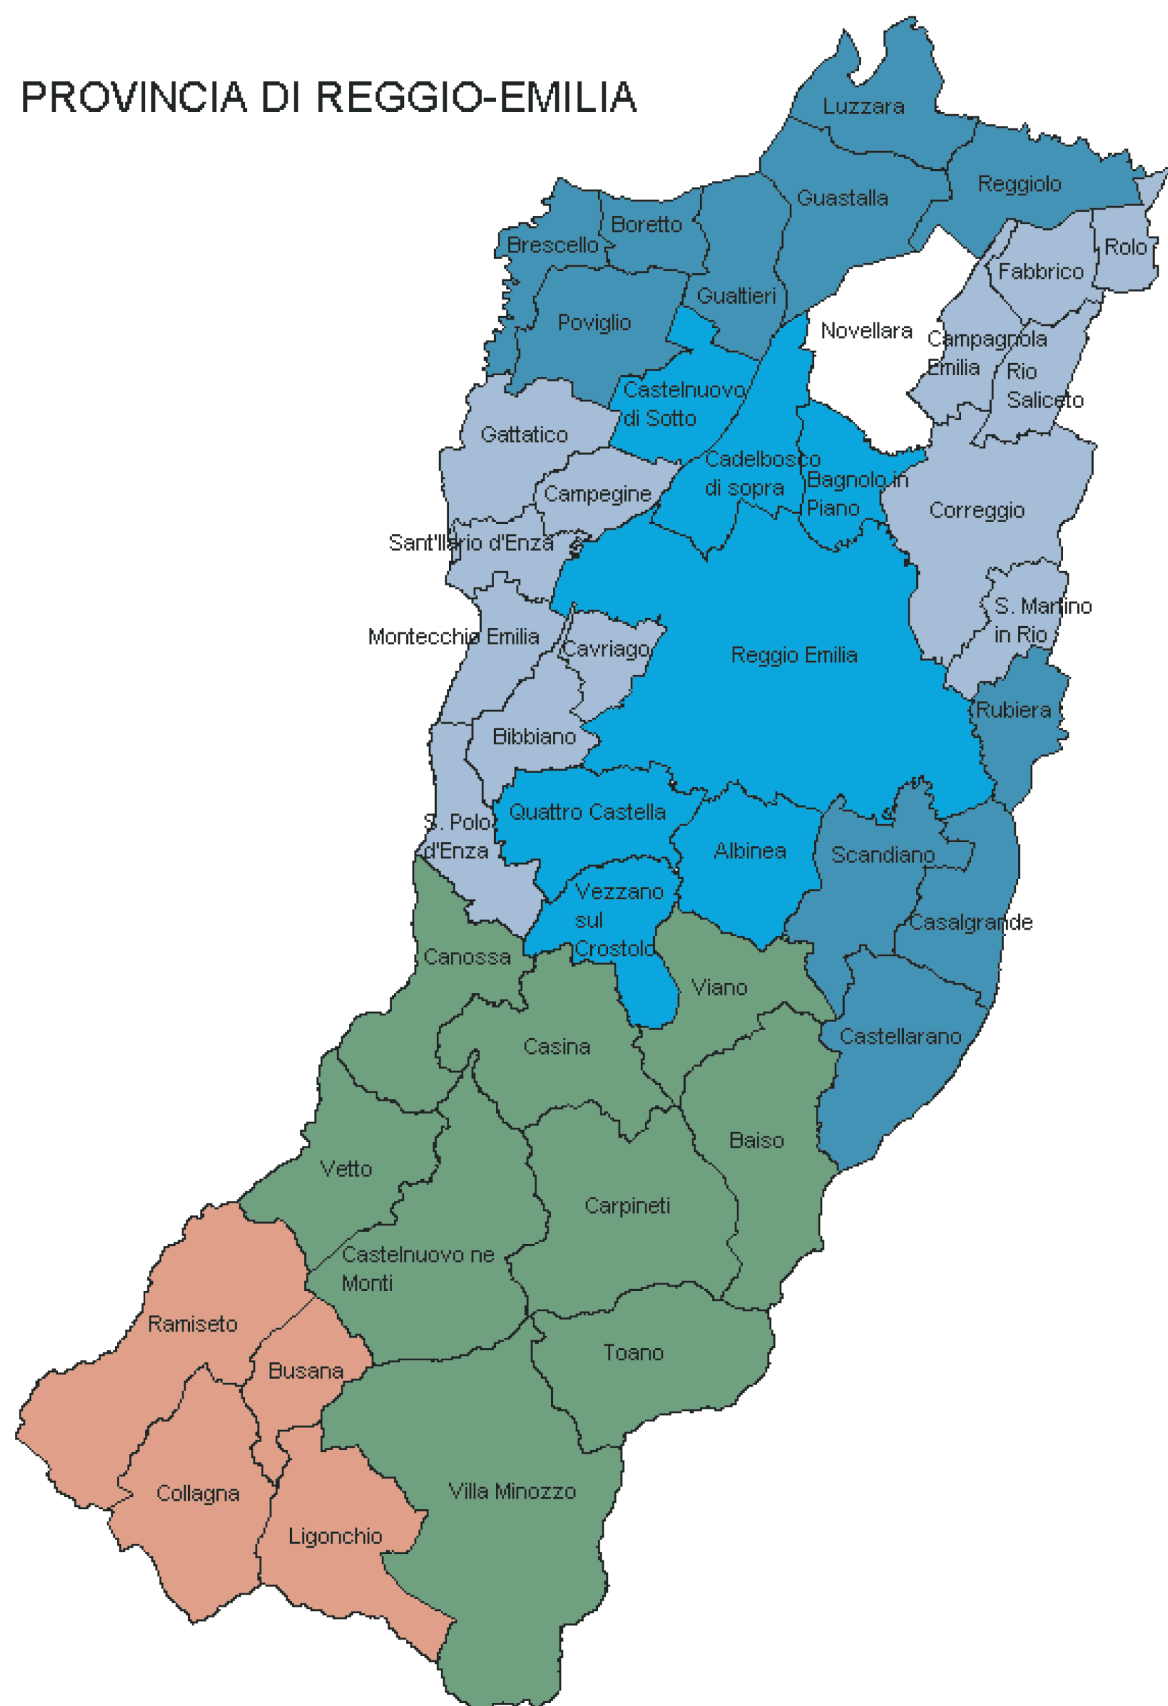 PROVINCIA DI REGGIO-EMILIA
Luzzara
Reggiolo
Guastalla
Boretto
Brescello
Rolo
Fabbrico
Gualtieri
Poviglio
Novellara
Campagnola
Emilia
Rio
Saliceto
Castelnuovo
di Sotto
Gattatico
Cadelbosco
di sopra
Bagnolo in
Piano
Campegine
Correggio
Sant'Ilario d'Enza
S. Martino
in Rio
Montecchio Emilia
Cavriago
Reggio Emilia
Rubiera
Bibbiano
Quattro Castella
S. Polo
d'Enza
Albinea
Scandiano
Vezzano
sul
Crostolo
Casalgrande
Canossa
Viano
Castellarano
Casina
Baiso
Vetto
Carpineti
Castelnuovo ne
Monti
Ramiseto
Toano
Busana
Collagna
Villa Minozzo
Ligonchio